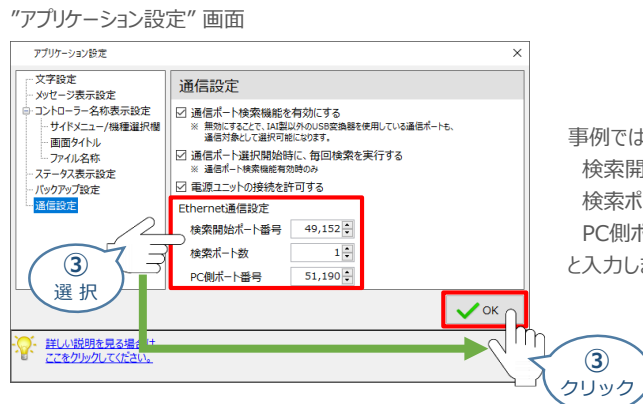 ”アプリケーション設定” 画面
アプリケーション設定
文字設定
メッセージ表示設定
コントローラー名称表示設定
サイドメニュー/機種選択欄
画面タイトル
ファイル名称
ステータス表示設定
バックアップ設定
通信設定
通信設定
通信ポート検索機能を有効にする
※ 無効にすることで、IAI製以外のUSB変換器を使用している通信ポートも、
通信対象として選択可能になります。
通信ポート選択開始時に、毎回検索を実行する
※ 通信ポート検索機能有効時のみ
電源ユニットの接続を許可する
Ethernet通信設定
検索開始ポート番号 49,152
検索ポート数 1
PC側ポート番号 51,190
③
選 択
OK
詳しい説明を見る場合は
ここをクリックしてください。
③
クリック
事例では
検索開
検索ポ
PC側ポ
と入力しま